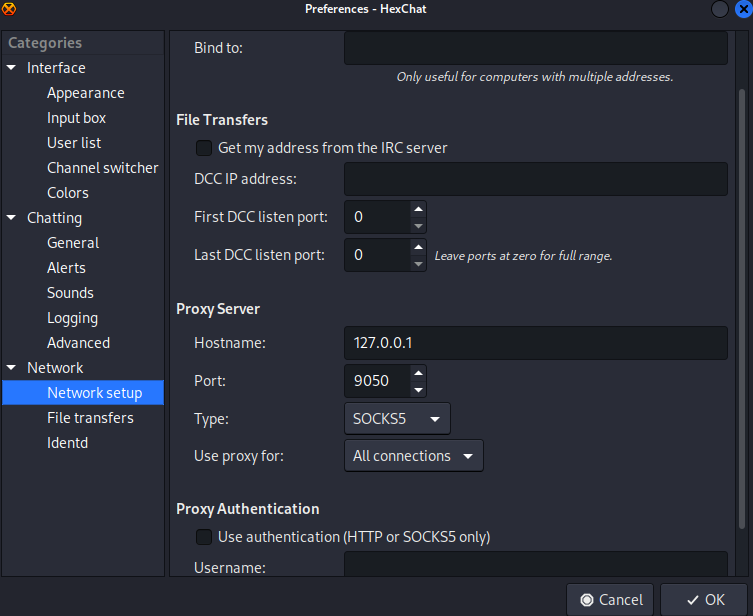 Preferences - HexChat
Categories
Interface
Appearance
Input box
User list
Channel switcher
Colors
Chatting
General
Alerts
Sounds
Logging
Advanced
Network
Network setup
File transfers
Identd
Bind to:
Only useful for computers with multiple addresses.
File Transfers
Get my address from the IRC server
DCC IP address:
First DCC listen port: 0
Last DCC listen port: 0 Leave ports at zero for full range.
Proxy Server
Hostname: 127.0.0.1
Port: 9050
Type: SOCKS5
Use proxy for: All connections
Proxy Authentication
Use authentication (HTTP or SOCKS5 only)
Username:
Cancel OK